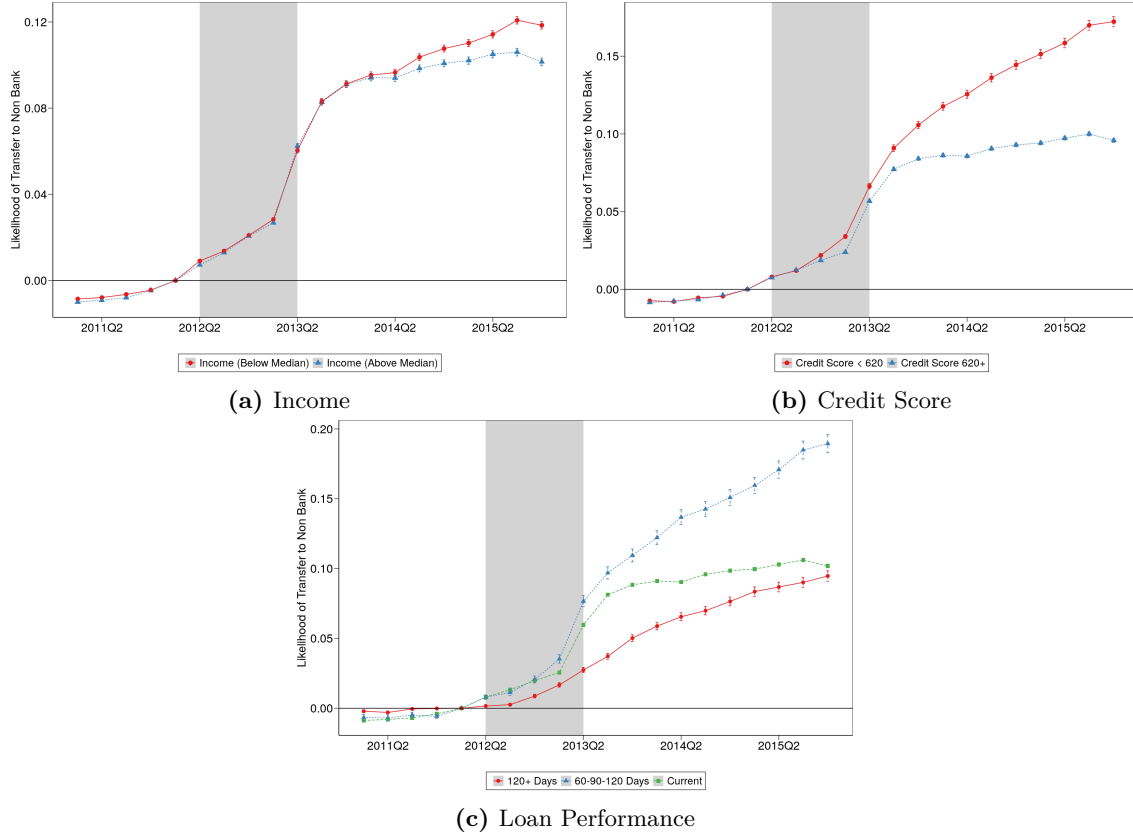 Likelihood of Transfer to Non Bank
0.12
0.08
0.04
0.00
2011Q2 2012Q2 2013Q2 2014Q2 2015Q2
Income (Below Median) Income (Above Median)
(a) Income
Likelihood of Transfer to Non Bank
0.15
0.10
0.05
0.00
2011Q2 2012Q2 2013Q2 2014Q2 2015Q2
Credit Score < 620 Credit Score 620+
(b) Credit Score
Likelihood of Transfer to Non Bank
0.20
0.15
0.10
0.05
0.00
2011Q2 2012Q2 2013Q2 2014Q2 2015Q2
120+ Days 60-90-120 Days Current
(c) Loan Performance